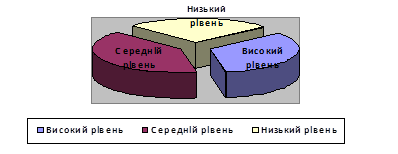 Низький
рівень
Середній
рівень
Високий
рівень
Високий рівень Середній рівень Низький рівень